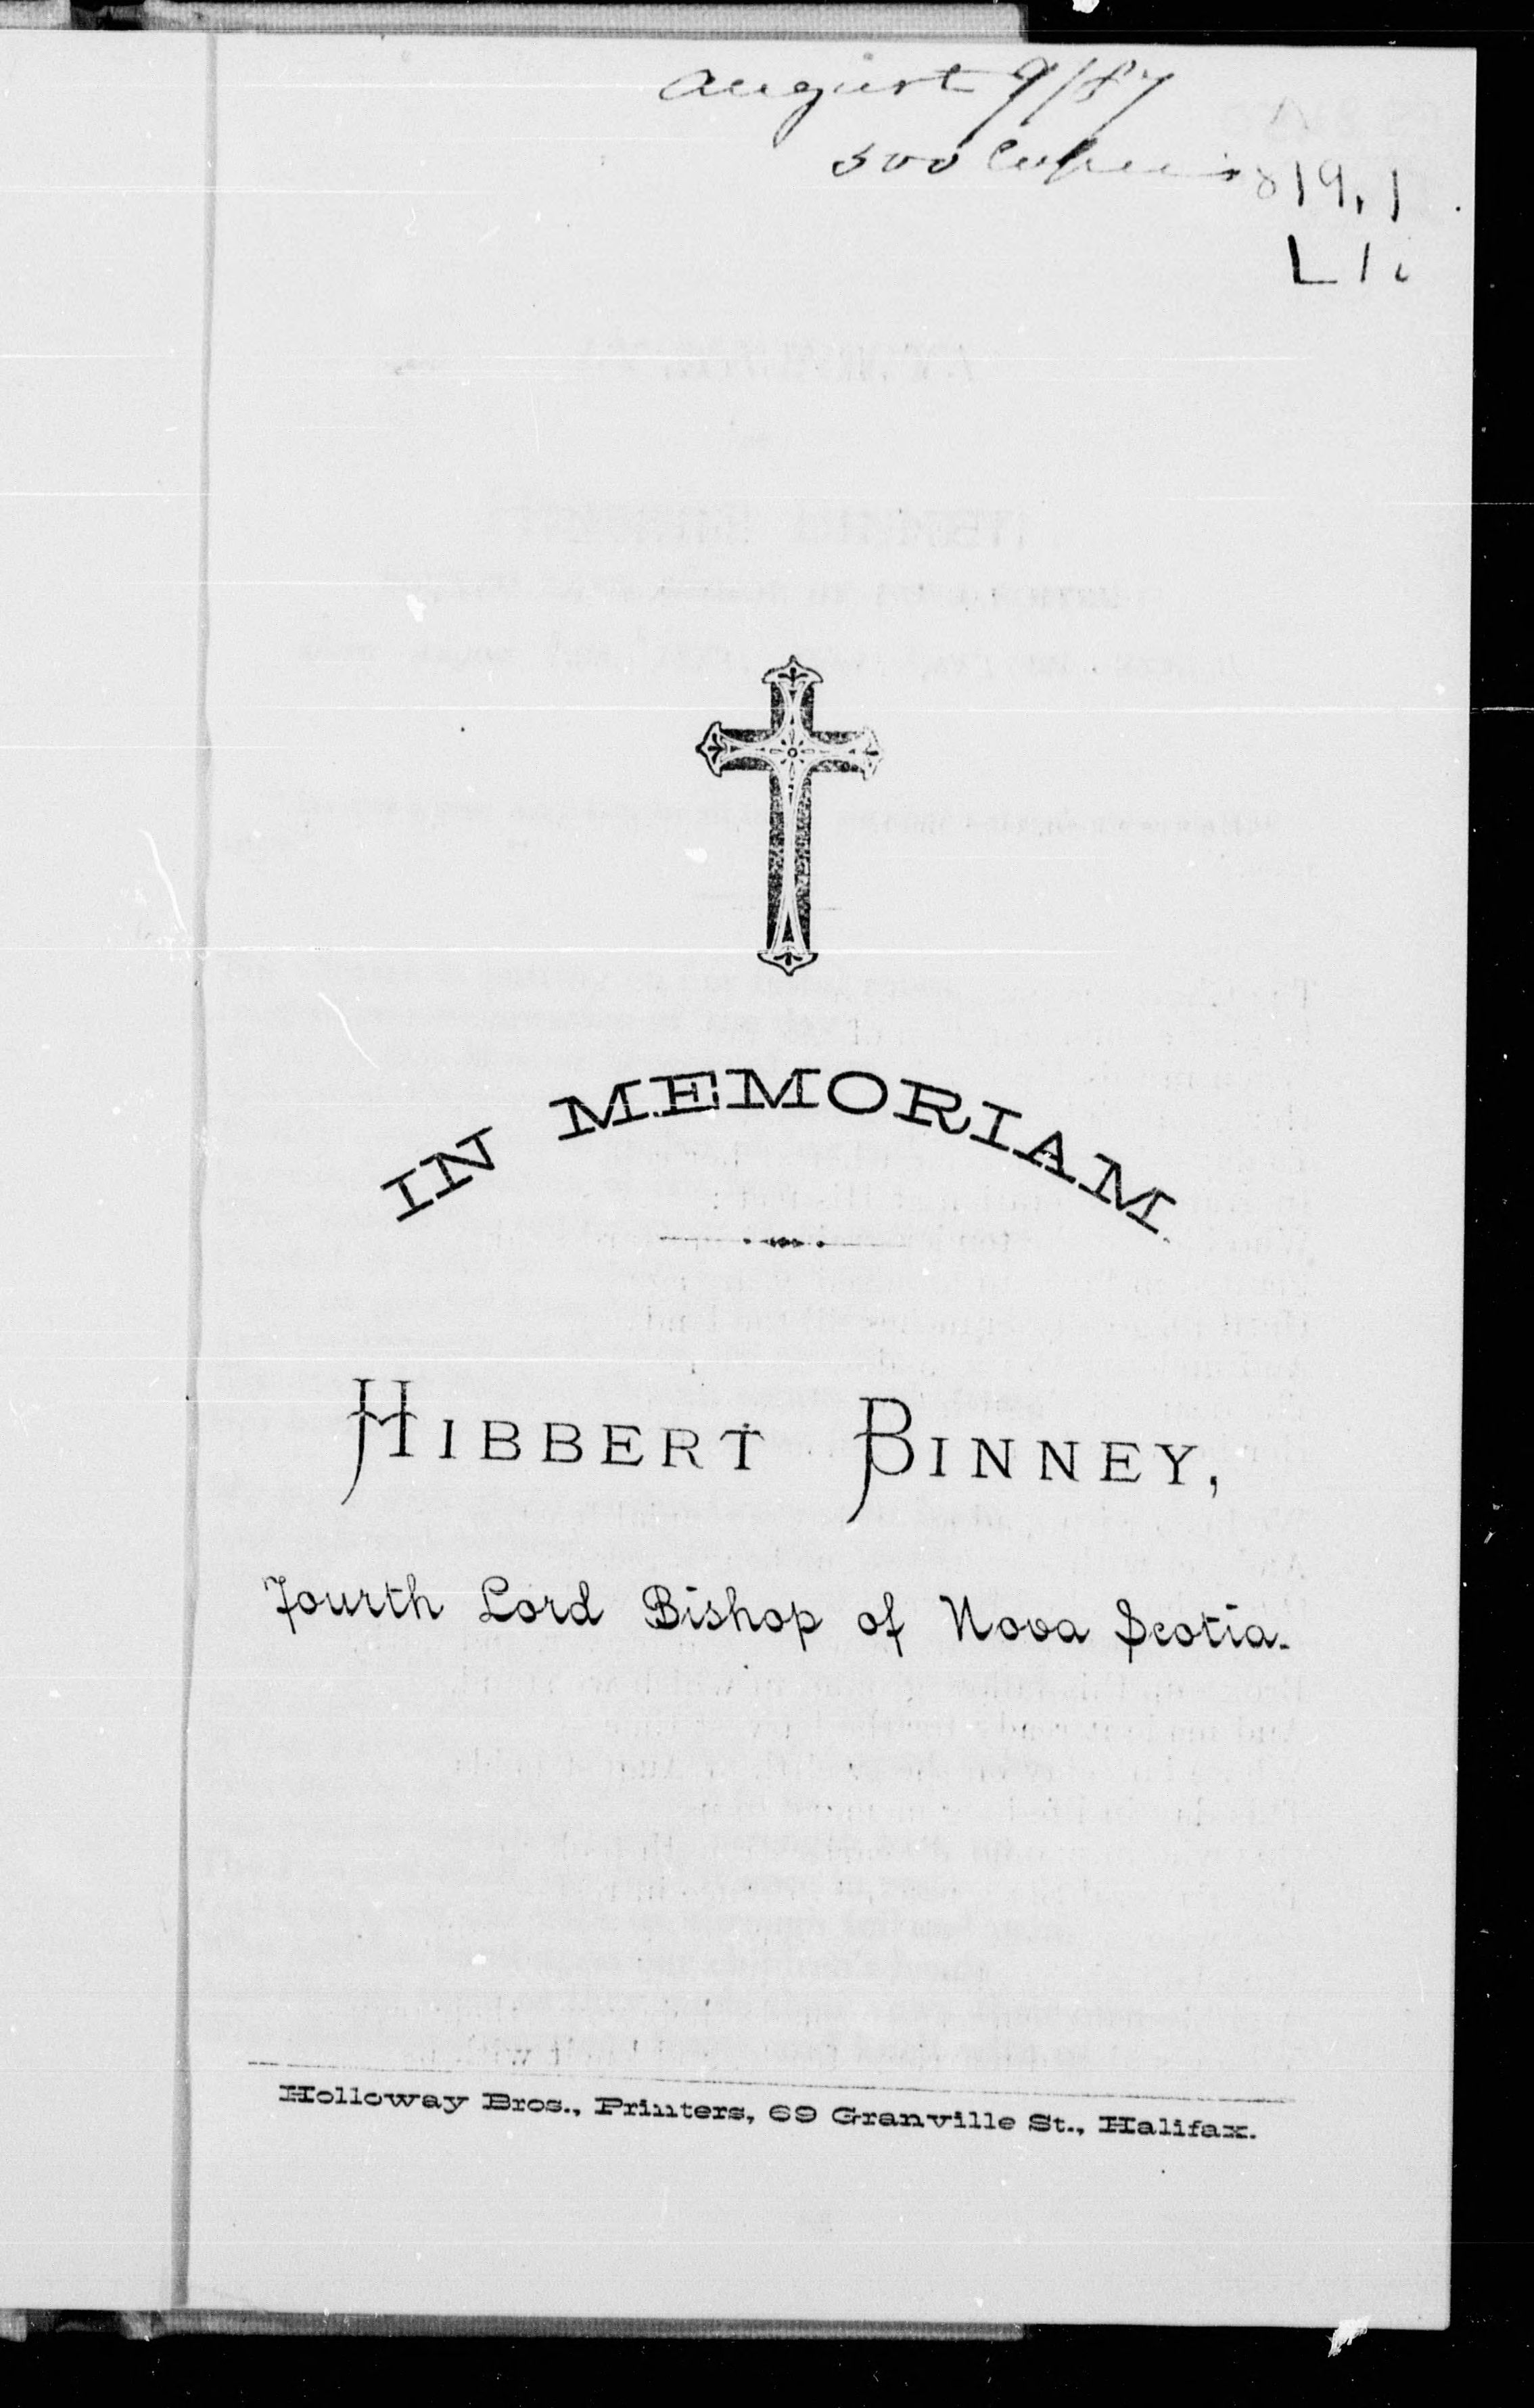 August 9/87
500 Copies
819.1
L 1 i
IN MEMORIAM.
HIBBERT BINNEY,
Fourth Lord Bishop of Nova Scotia.
Holloway Bros., Printers, 69 Granville St., Halifax.